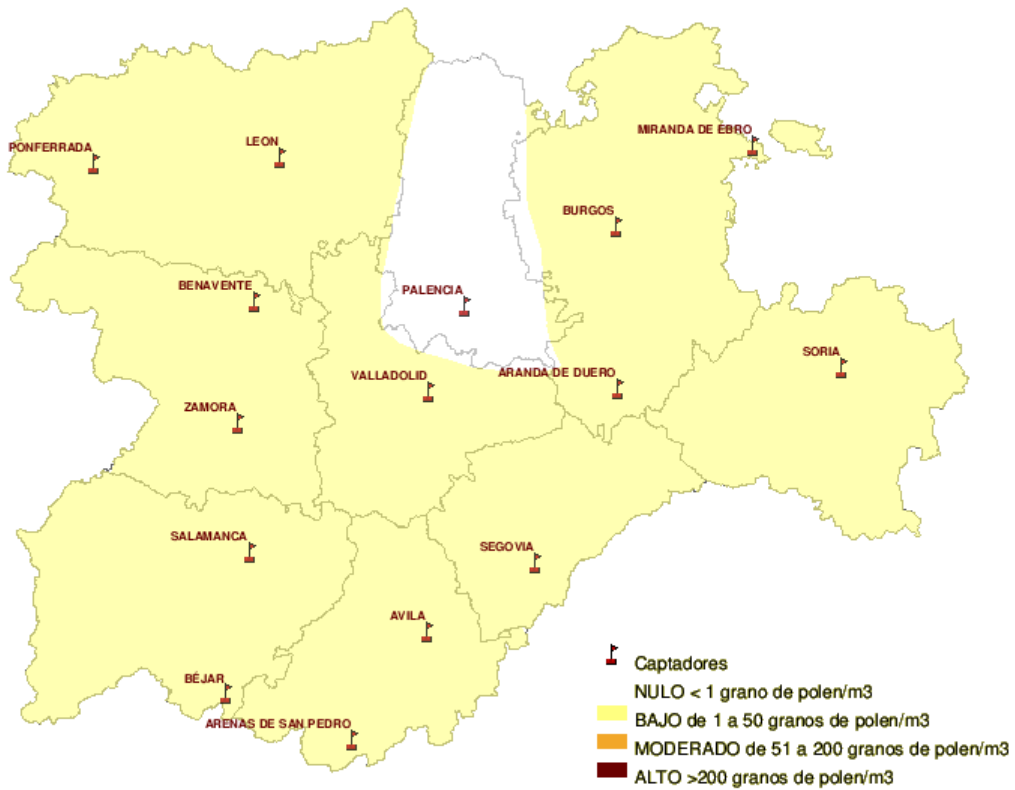 MIRANDA DE EBRO
LEON
PONFERRADA
BURGOS
BENAVENTE
PALENCIA
SORIA
ARANDA DE DUERO
VALLADOLID
ZAMORA
SALAMANCA
SEGOVIA
AVILA
BÉJAR
ARENAS DE SAN PEDRO
Captadores
NULO < 1 grano de polen/m3
BAJO de 1 a 50 granos de polen/m3
MODERADO de 51 a 200 granos de polen/m3
ALTO >200 granos de polen/m3